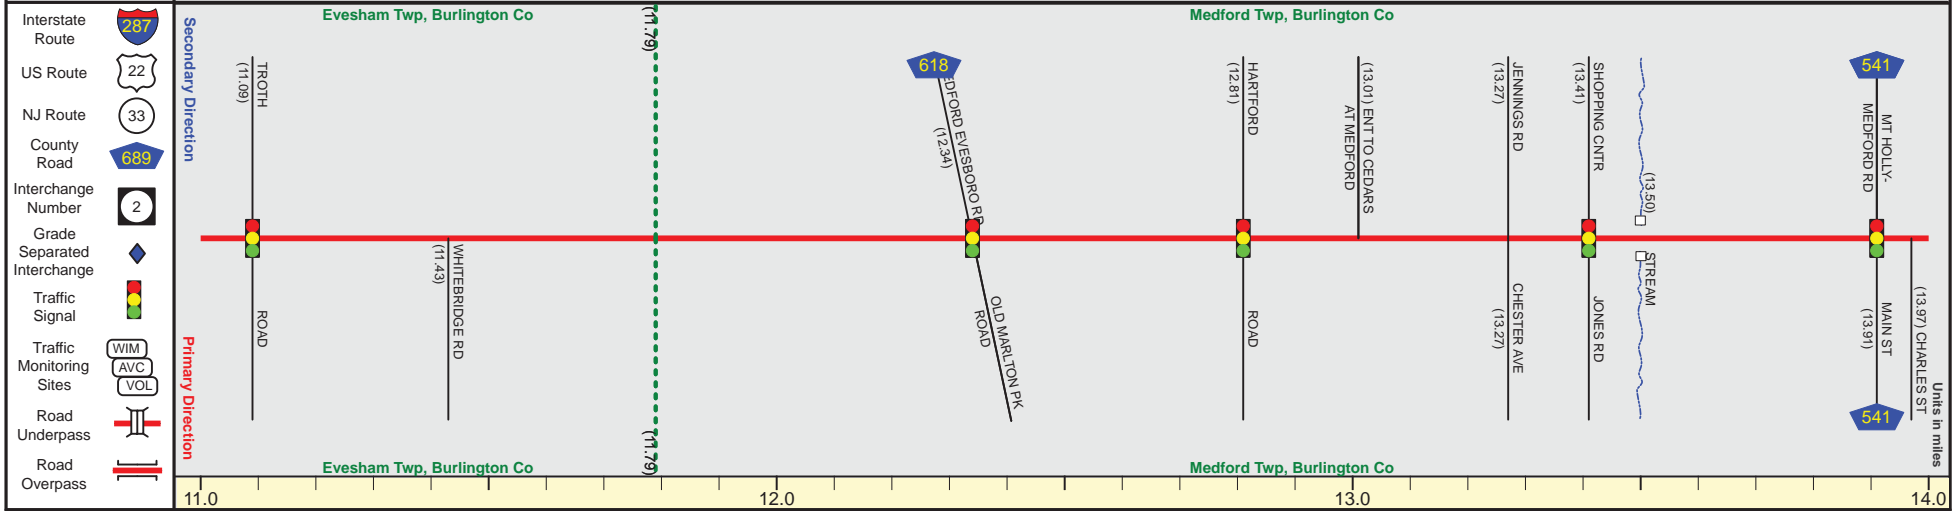 Interstate
Route
287
US Route
22
NJ Route
33
County
Road
689
Interchange
Number
2
Grade
Separated
Interchange
Traffic
Signal
Traffic
Monitoring
Sites
WIM
AVC
VOL
Road
Underpass
Road
Overpass
Secondary Direction
Primary Direction
Evesham Twp, Burlington Co
(11.79)
Medford Twp, Burlington Co
TROTH
(11.09)
ROAD
WHITEBRIDGE RD
(11.43)
618
EDFORD EVESBORO RD
(12.34)
OLD MARLTON PK
ROAD
HARTFORD
(12.81)
ROAD
(13.01) ENT TO CEDARS
AT MEDFORD
JENNINGS RD
(13.27)
CHESTER AVE
(13.27)
SHOPPING CNTR
(13.41)
JONES RD
(13.50)
STREAM
541
MT HOLLY-
MEDFORD RD
MAIN ST
(13.91)
541
(13.97) CHARLES ST
Units in miles
Evesham Twp, Burlington Co
(11.79)
Medford Twp, Burlington Co
11.0
12.0
13.0
14.0